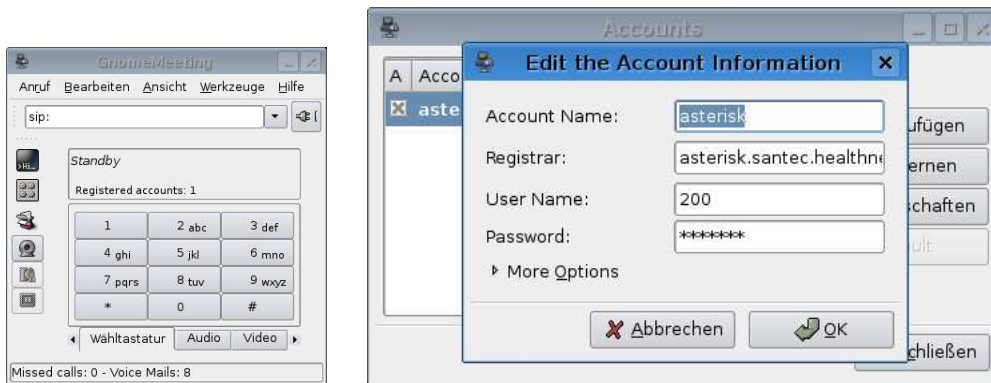 GnomeMeeting
Anruf Bearbeiten Ansicht Werkzeuge Hilfe
sip:
Standby
Registered accounts: 1
1 2 abc 3 def
4 ghi 5 jkl 6 mno
7 pqrs 8 tuv 9 wxyz
* 0 #
Wähltastatur Audio Video
Missed calls: 0 - Voice Mails: 8
Accounts
A Acco
aste
ufügen
ernen
schaften
ult
chließen
Edit the Account Information
Account Name: asterisk
Registrar: asterisk.santec.healthne
User Name: 200
Password: *******
More Options
Abbrechen OK